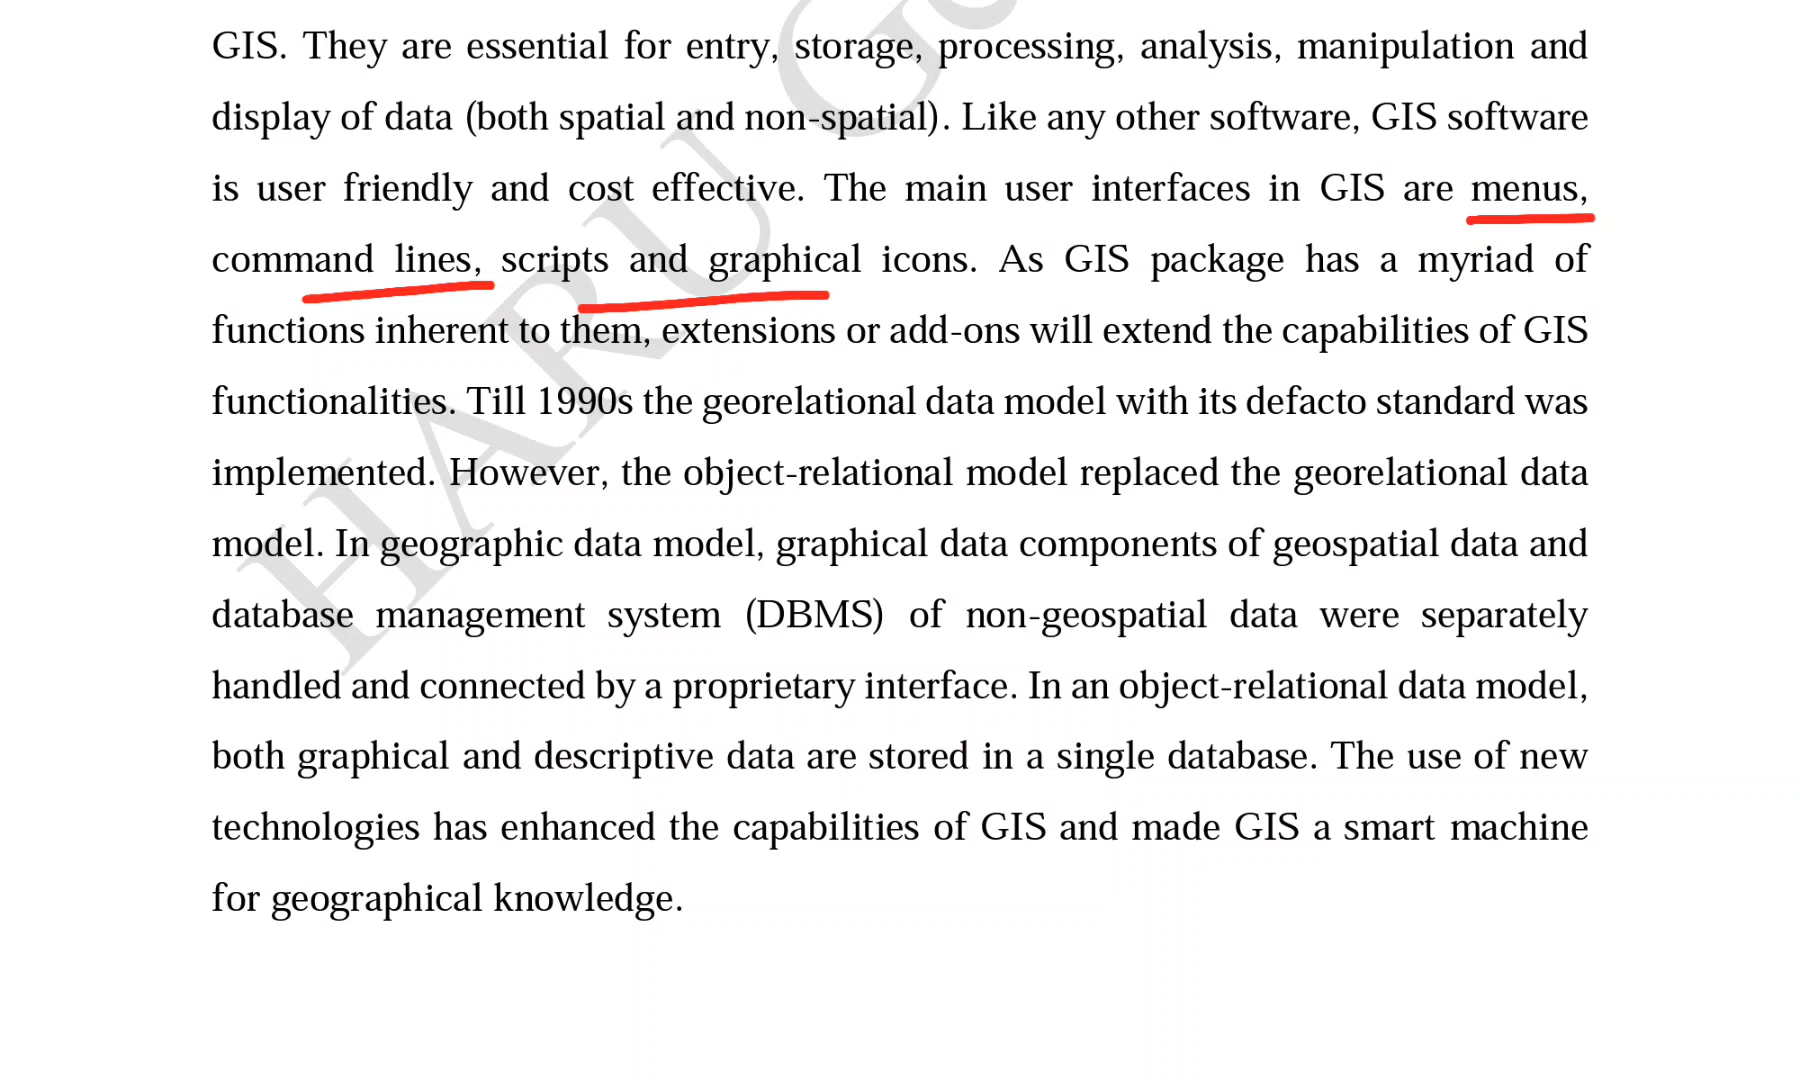 GIS. They are essential for entry, storage, processing, analysis, manipulation and
display of data (both spatial and non-spatial). Like any other software, GIS software
is user friendly and cost effective. The main user interfaces in GIS are menus,
command lines, scripts and graphical icons. As GIS package has a myriad of
functions inherent to them, extensions or add-ons will extend the capabilities of GIS
functionalities. Till 1990s the georelational data model with its defacto standard was
implemented. However, the object-relational model replaced the georelational data
model. In geographic data model, graphical data components of geospatial data and
database management system (DBMS) of non-geospatial data were separately
handled and connected by a proprietary interface. In an object-relational data model,
both graphical and descriptive data are stored in a single database. The use of new
technologies has enhanced the capabilities of GIS and made GIS a smart machine
for geographical knowledge.
HARU